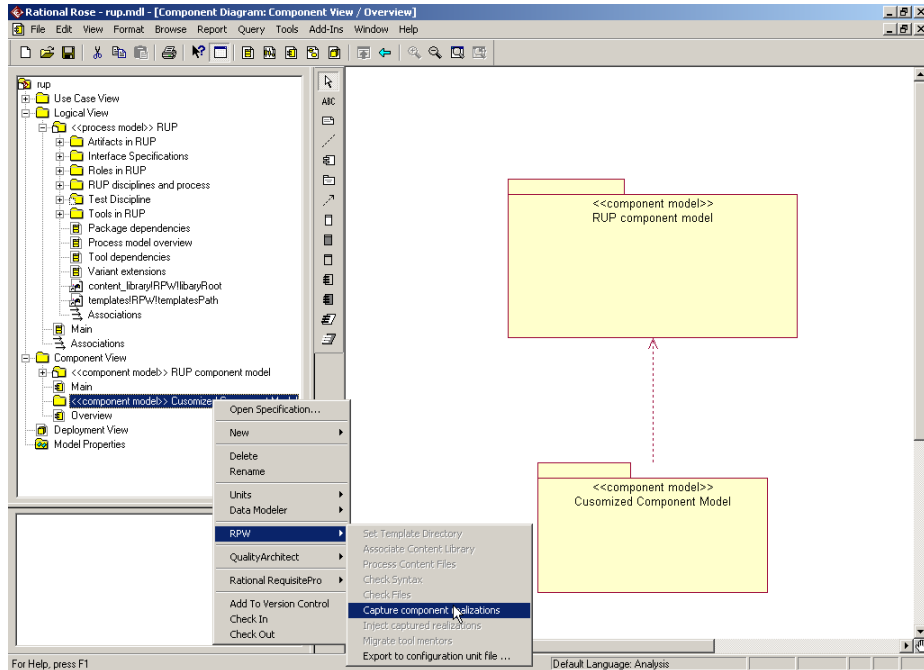 Rational Rose - rup.mdl - [Component Diagram: Component View / Overview]
File Edit View Format Browse Report Query Tools Add-Ins Window Help
ABC
rup
Use Case View
Logical View
<<process model>> RUP
Artifacts in RUP
Interface Specifications
Roles in RUP
RUP disciplines and process
Test Discipline
Tools in RUP
Package dependencies
Process model overview
Tool dependencies
Variant extensions
content_library!RPW!libaryRoot
templates!RPW!templatesPath
Associations
Main
Associations
Component View
<<component model>> RUP component model
Main
<<component model>> Cusomized
Overview
Deployment View
Model Properties
Open Specification...
New
Delete
Rename
Units
Data Modeler
RPW
QualityArchitect
Rational RequisitePro
Add To Version Control
Check In
Check Out
Set Template Directory
Associate Content Library
Process Content Files
Check Syntax
Check Files
Capture component realizations
Inject captured realizations
Migrate tool mentors
Export to configuration unit file ...
<<component model>>
RUP component model
<<component model>>
Cusomized Component Model
For Help, press F1
Default Language: Analysis